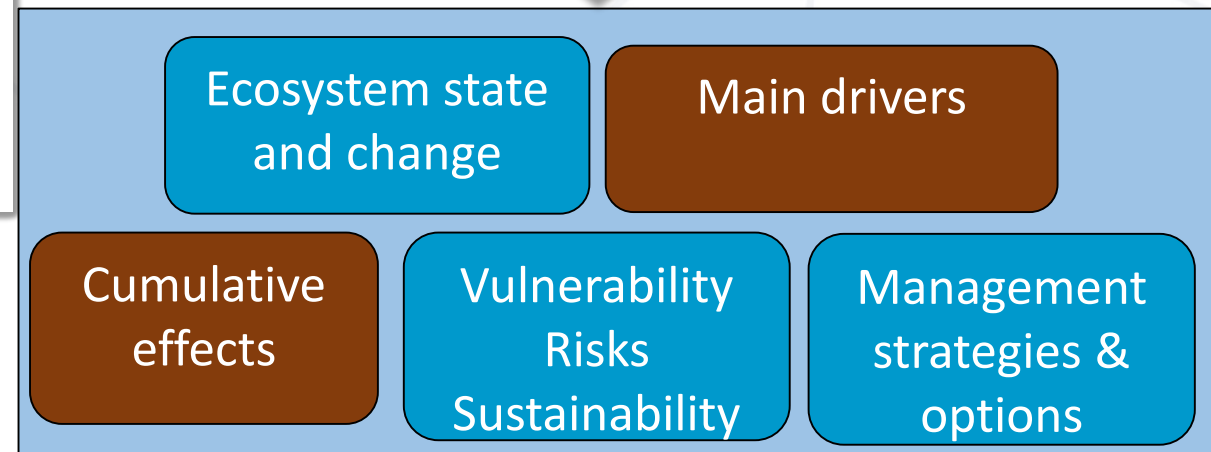 Ecosystem state
and change
Main drivers
Cumulative
effects
Vulnerability
Risks
Sustainability
Management
strategies &
options